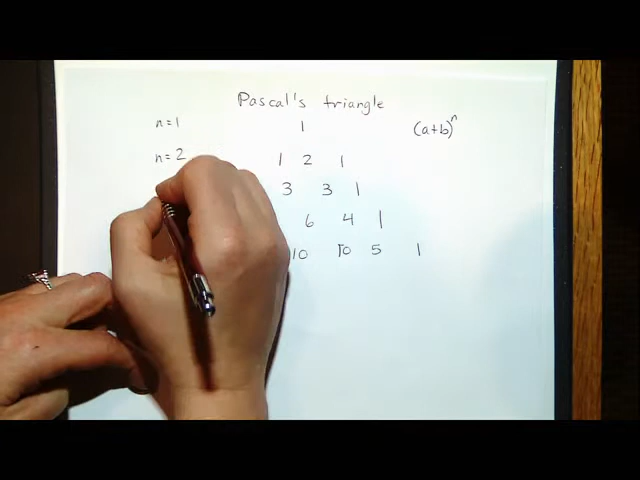 Pascal's triangle
n=1 1 (a+b)^n
n=2 1 2 1
3 3 1
6 4 1
10 10 5 1